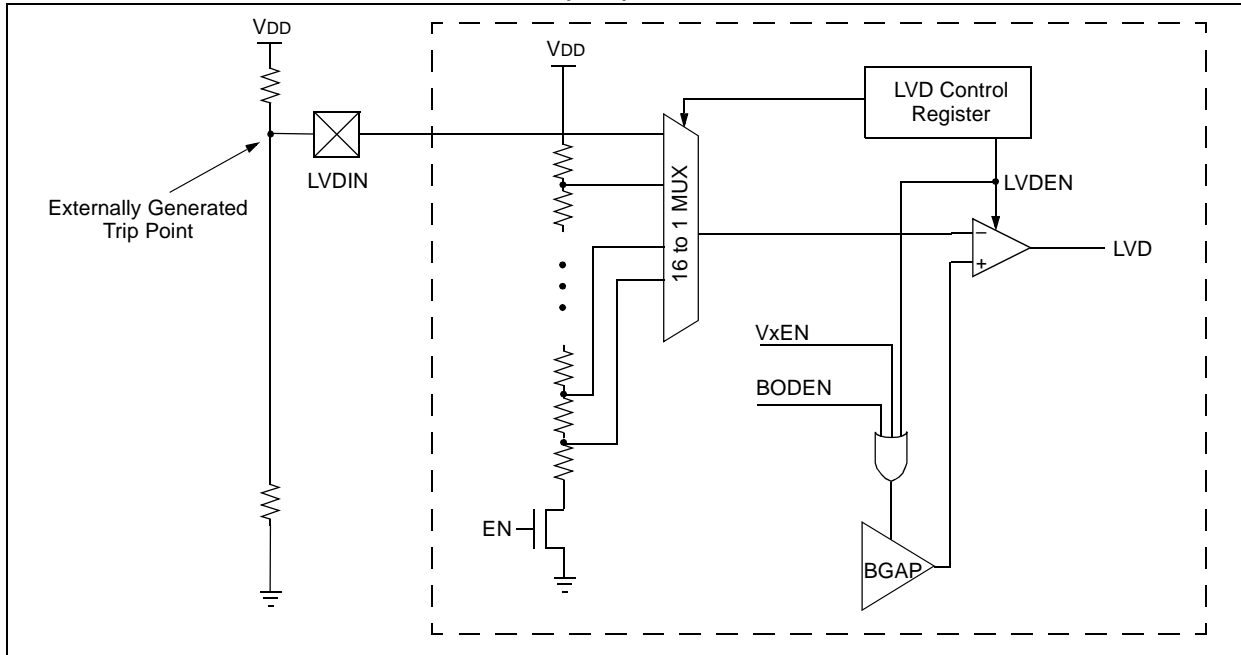 VDD
VDD
LVD Control
Register
LVDIN
16 to 1 MUX
LVDEN
Externally Generated
Trip Point
–
+
LVD
VxEN
BODEN
EN
BGAP